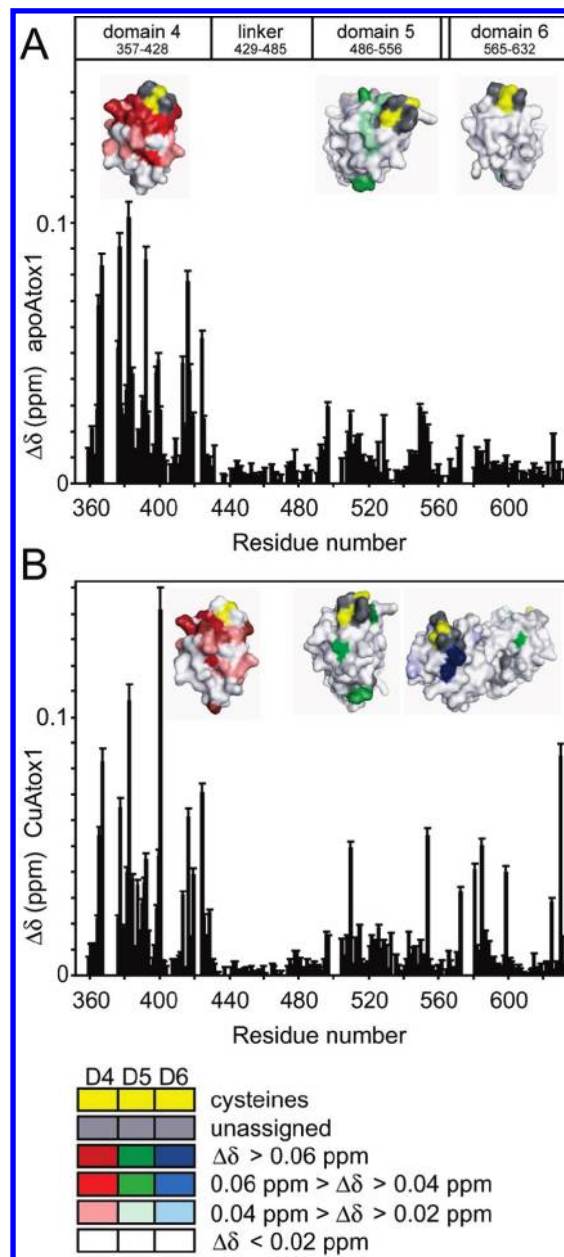 A
domain 4 linker domain 5 domain 6
357-428 429-485 486-556 565-632
Δδ (ppm) apoAtox1
0.1
0
360 400 440 480 520 560 600
Residue number
B
Δδ (ppm) CuAtox1
0.1
0
360 400 440 480 520 560 600
Residue number
D4 D5 D6
cysteines
unassigned
Δδ > 0.06 ppm
0.06 ppm > Δδ > 0.04 ppm
0.04 ppm > Δδ > 0.02 ppm
Δδ < 0.02 ppm